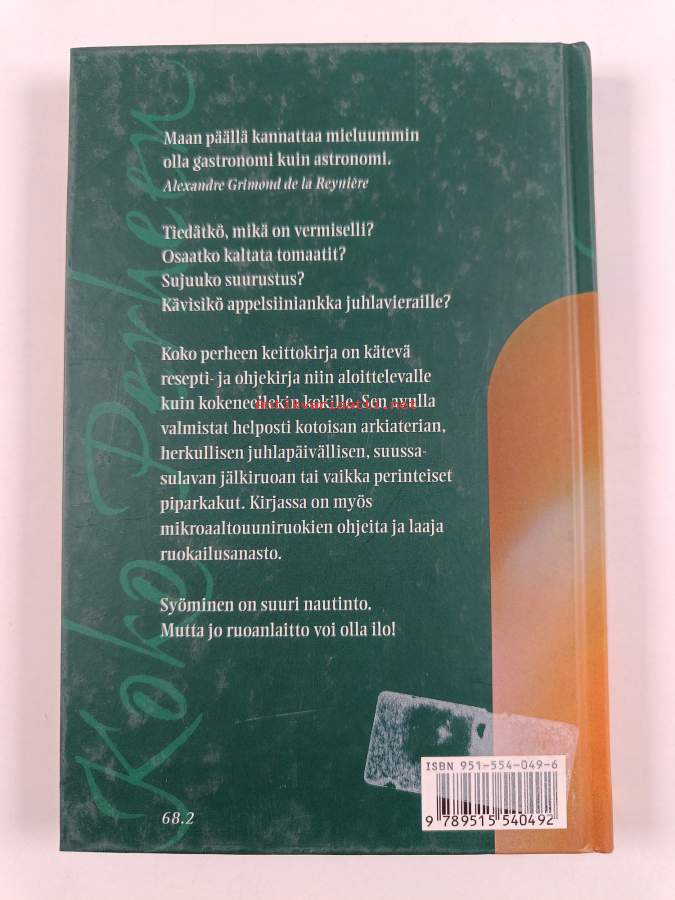 Koko Perheen
Maan päällä kannattaa mieluummin
olla gastronomi kuin astronomi.
Alexandre Grimond de la Reynière
Tiedätkö, mikä on vermiselli?
Osaatko kaltata tomaatit?
Sujuuko suurustus?
Kävisikö appelsiiniankka juhlavieraille?
Koko perheen keittokirja on kätevä
resepti- ja ohjekirja niin aloittelevalle
kuin kokeneellekin kokille. Sen avulla
valmistat helposti kotoisan arkiaterian,
herkullisen juhlapäivällisen, suussa-
sulavan jälkiruoan tai vaikka perinteiset
piparkakut. Kirjassa on myös
mikroaaltouuniruokien ohjeita ja laaja
ruokailusanasto.
Syöminen on suuri nautinto.
Mutta jo ruoanlaitto voi olla ilo!
ISBN 951-554-049-6
9 789515 540492
68.2